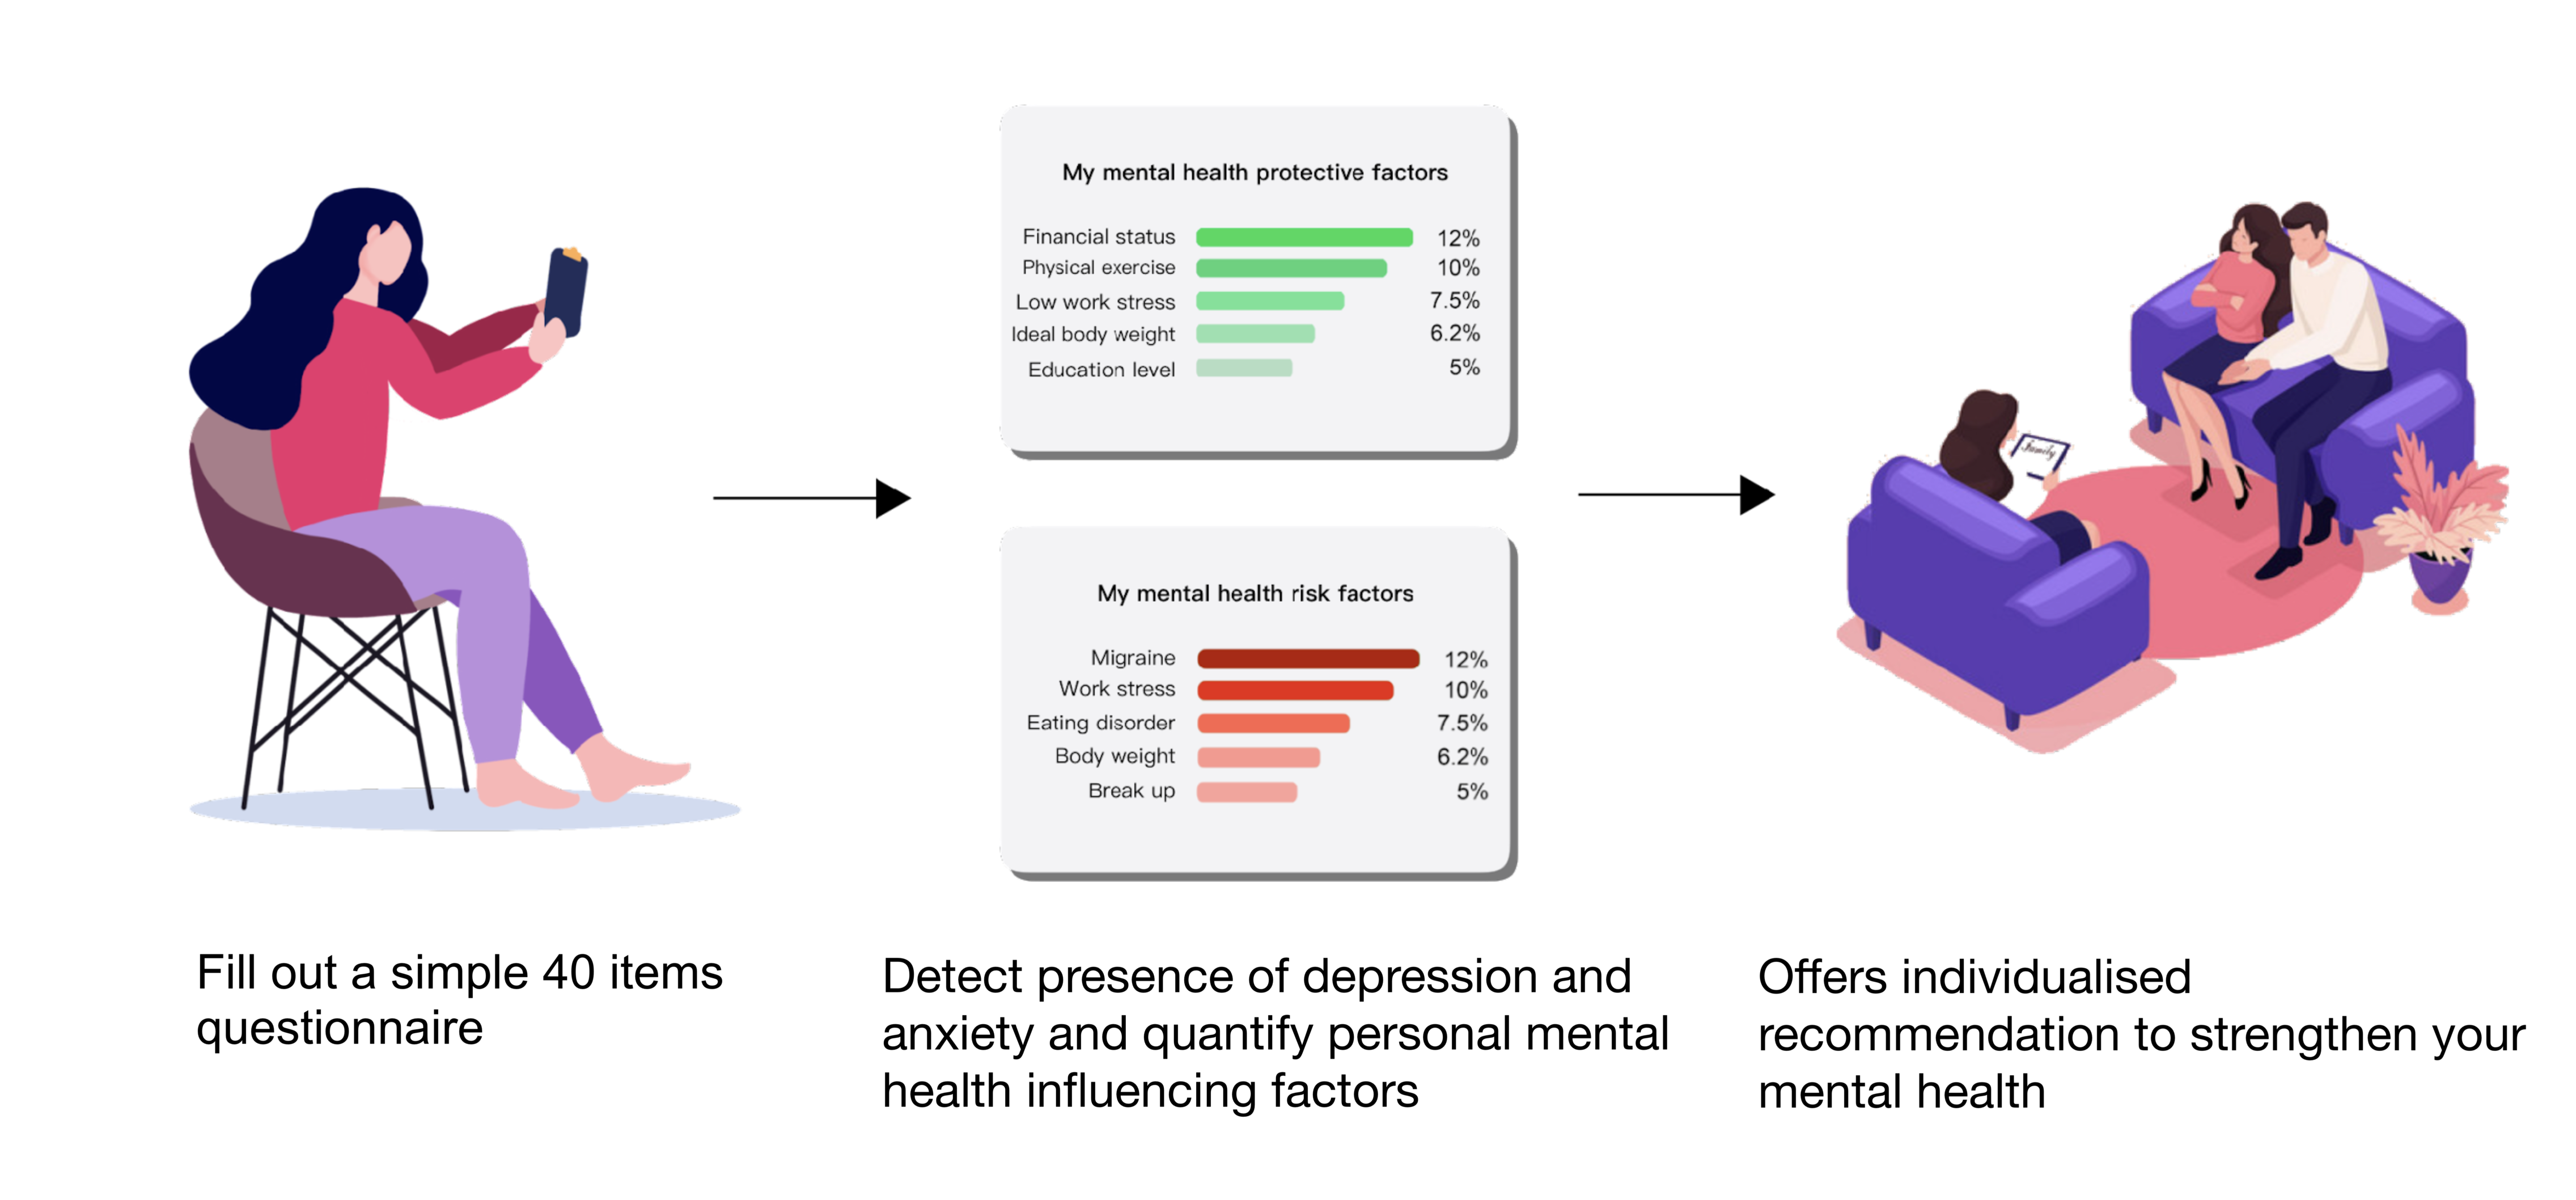 My mental health protective factors
Financial status 12%
Physical exercise 10%
Low work stress 7.5%
Ideal body weight 6.2%
Education level 5%
My mental health risk factors
Migraine 12%
Work stress 10%
Eating disorder 7.5%
Body weight 6.2%
Break up 5%
Family
Fill out a simple 40 items
questionnaire
Detect presence of depression and
anxiety and quantify personal mental
health influencing factors
Offers individualised
recommendation to strengthen your
mental health